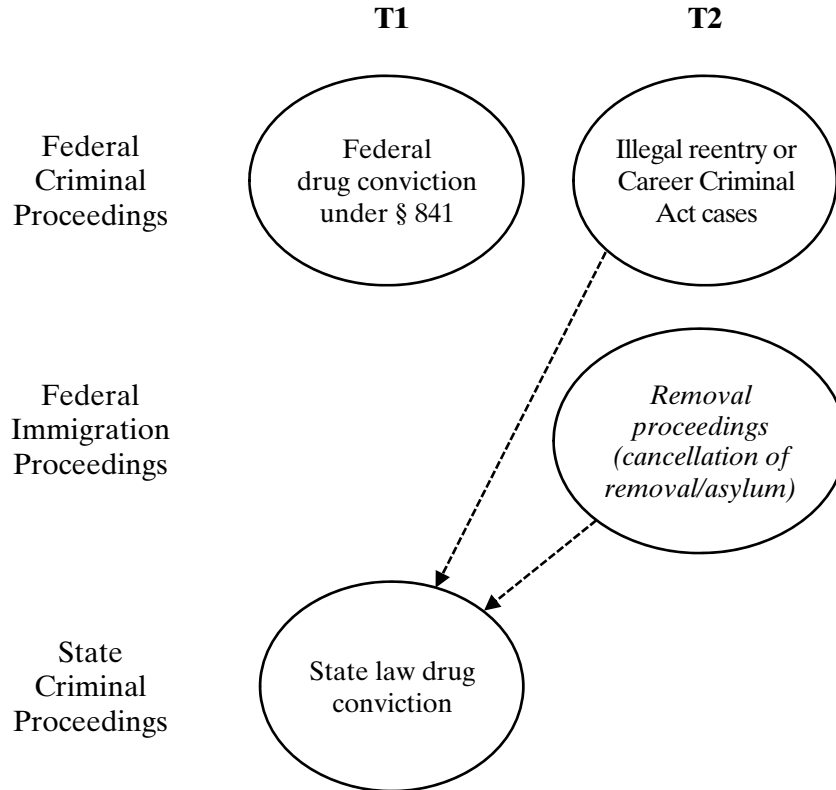 T1
T2
Federal
Criminal
Proceedings
Federal
drug conviction
under § 841
Illegal reentry or
Career Criminal
Act cases
Federal
Immigration
Proceedings
Removal
proceedings
(cancellation of
removal/asylum)
State
Criminal
Proceedings
State law drug
conviction